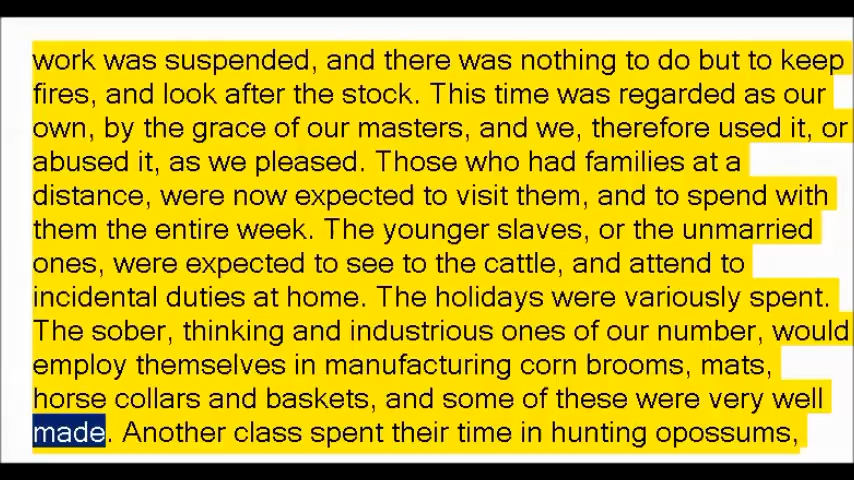 work was suspended, and there was nothing to do but to keep
fires, and look after the stock. This time was regarded as our
own, by the grace of our masters, and we, therefore used it, or
abused it, as we pleased. Those who had families at a
distance, were now expected to visit them, and to spend with
them the entire week. The younger slaves, or the unmarried
ones, were expected to see to the cattle, and attend to
incidental duties at home. The holidays were variously spent.
The sober, thinking and industrious ones of our number, would
employ themselves in manufacturing corn brooms, mats,
horse collars and baskets, and some of these were very well
made. Another class spent their time in hunting opossums,